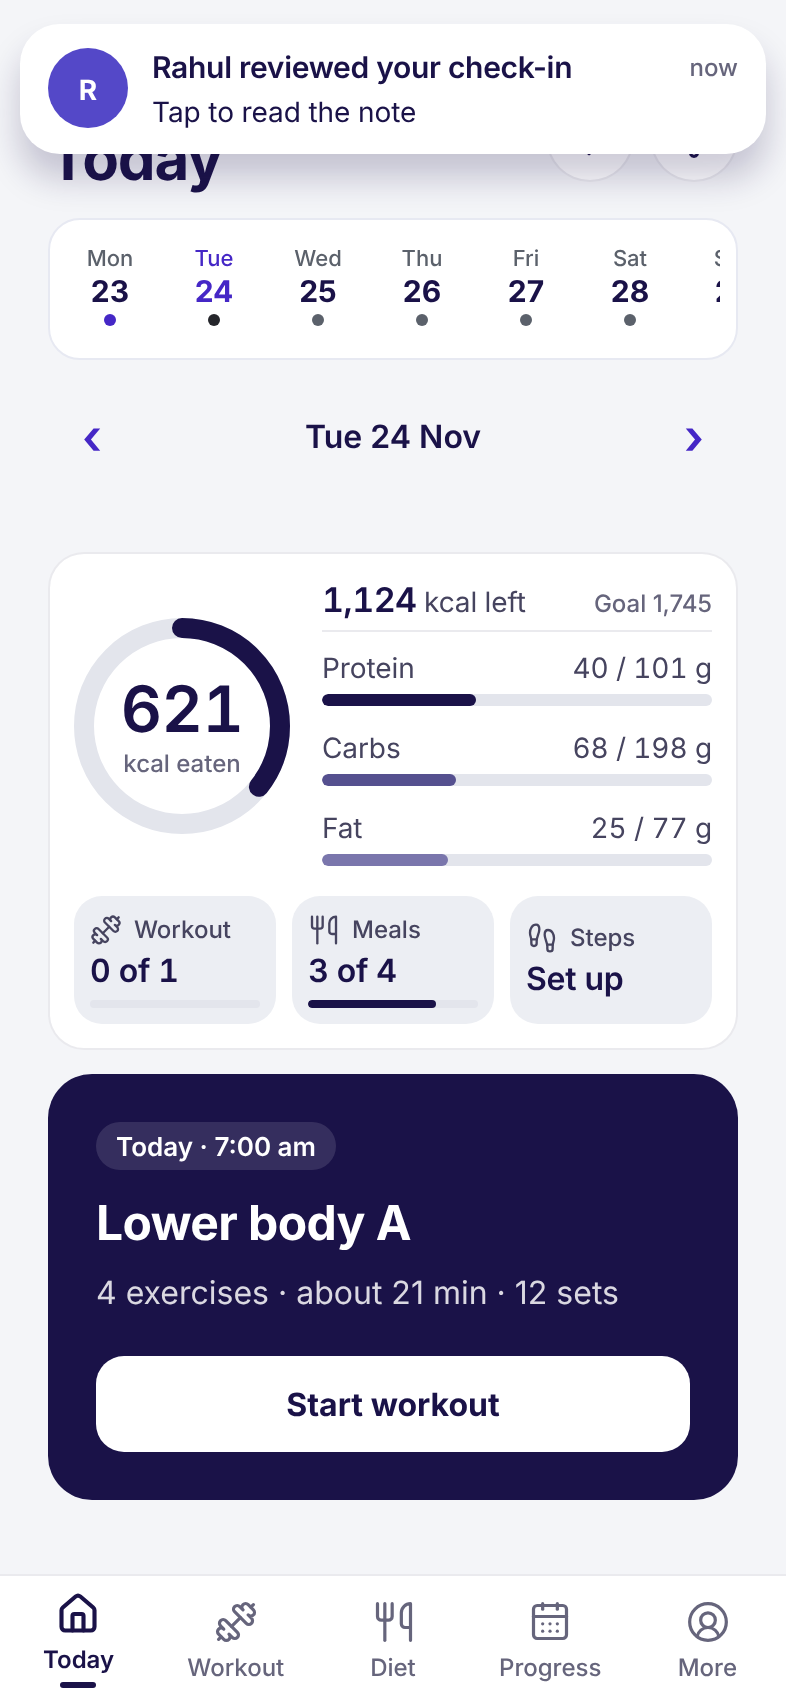 R
Rahul reviewed your check-in
now
Tap to read the note
Today
Mon Tue Wed Thu Fri Sat
23 24 25 26 27 28
‹ Tue 24 Nov ›
621
kcal eaten
1,124 kcal left Goal 1,745
Protein 40 / 101 g
Carbs 68 / 198 g
Fat 25 / 77 g
Workout
0 of 1
Meals
3 of 4
Steps
Set up
Today · 7:00 am
Lower body A
4 exercises · about 21 min · 12 sets
Start workout
Today Workout Diet Progress More